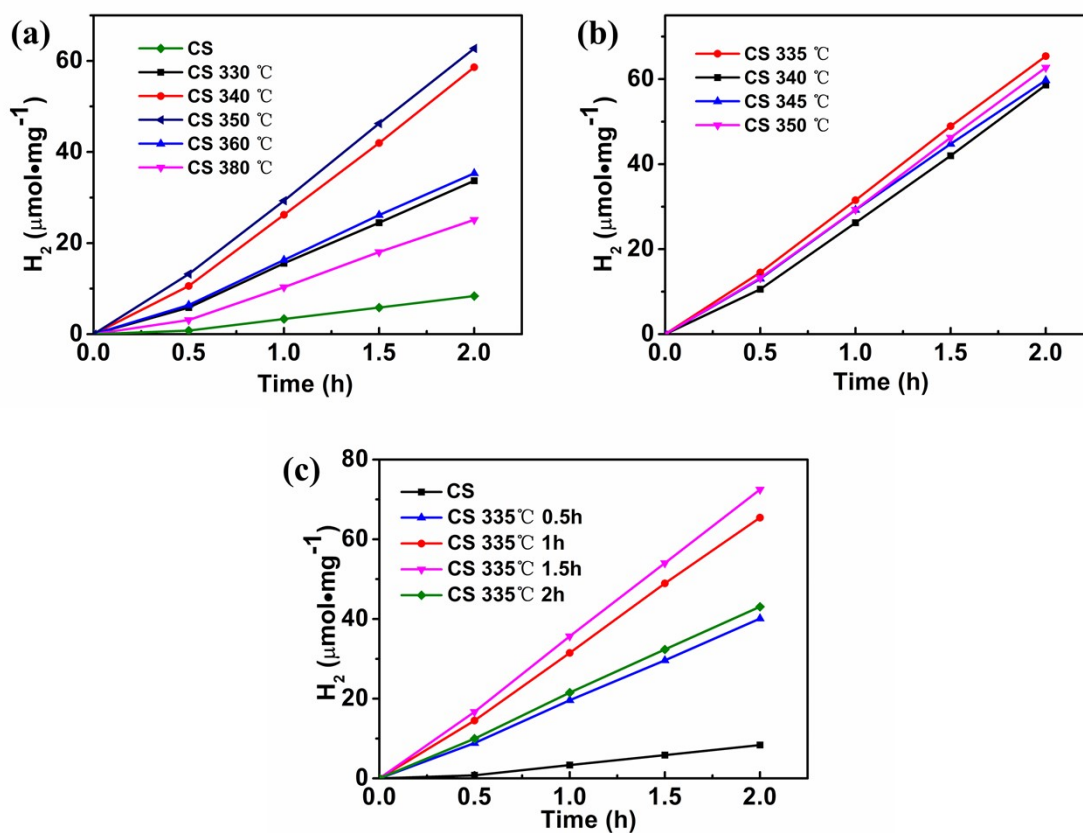 (a)
CS
CS 330 ℃
CS 340 ℃
CS 350 ℃
CS 360 ℃
CS 380 ℃
H₂ (μmol•mg⁻¹)
60
40
20
0
0.0 0.5 1.0 1.5 2.0
Time (h)
(b)
CS 335 ℃
CS 340 ℃
CS 345 ℃
CS 350 ℃
H₂ (μmol•mg⁻¹)
60
40
20
0
0.0 0.5 1.0 1.5 2.0
Time (h)
(c)
CS
CS 335℃ 0.5h
CS 335℃ 1h
CS 335℃ 1.5h
CS 335℃ 2h
H₂ (μmol•mg⁻¹)
80
60
40
20
0
0.0 0.5 1.0 1.5 2.0
Time (h)